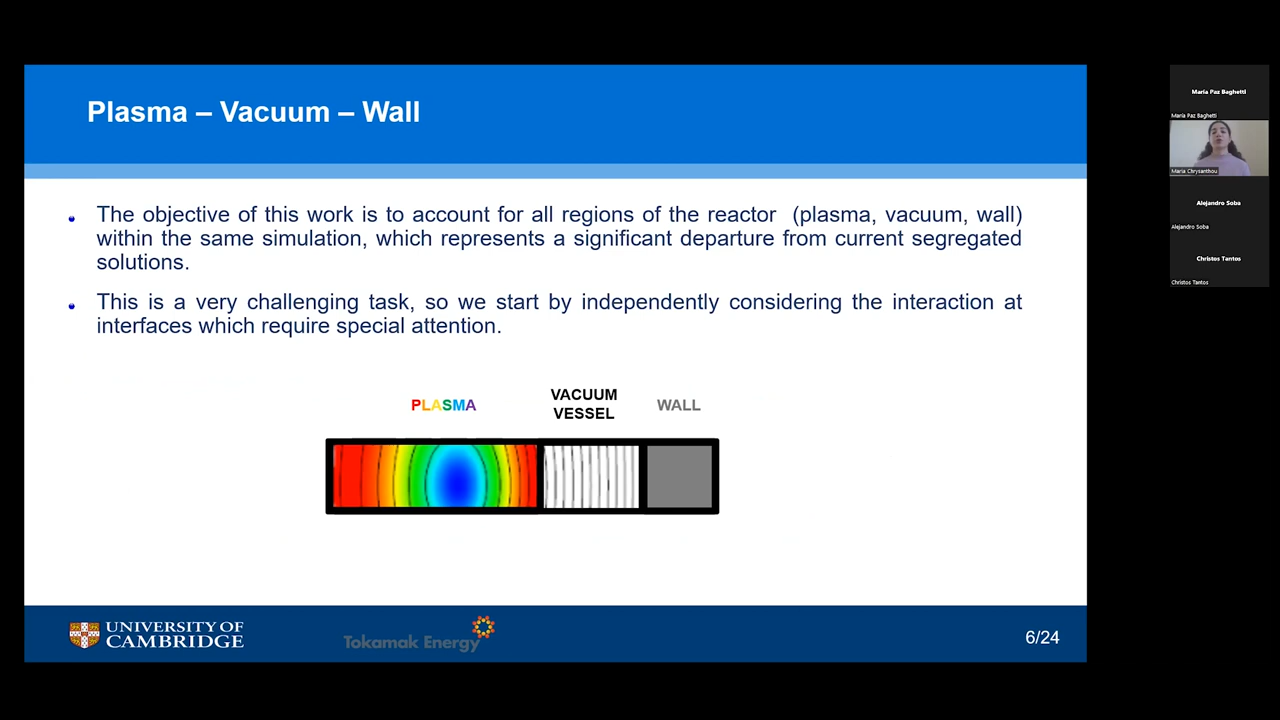 Plasma – Vacuum – Wall
The objective of this work is to account for all regions of the reactor (plasma, vacuum, wall)
within the same simulation, which represents a significant departure from current segregated
solutions.
This is a very challenging task, so we start by independently considering the interaction at
interfaces which require special attention.
PLASMA
VACUUM
VESSEL
WALL
UNIVERSITY OF
CAMBRIDGE
Tokamak Energy
6/24
María Paz Baghetti
María Paz Baghetti
Maria Chrysanthou
Alejandro Soba
Alejandro Soba
Christos Tantos
Christos Tantos